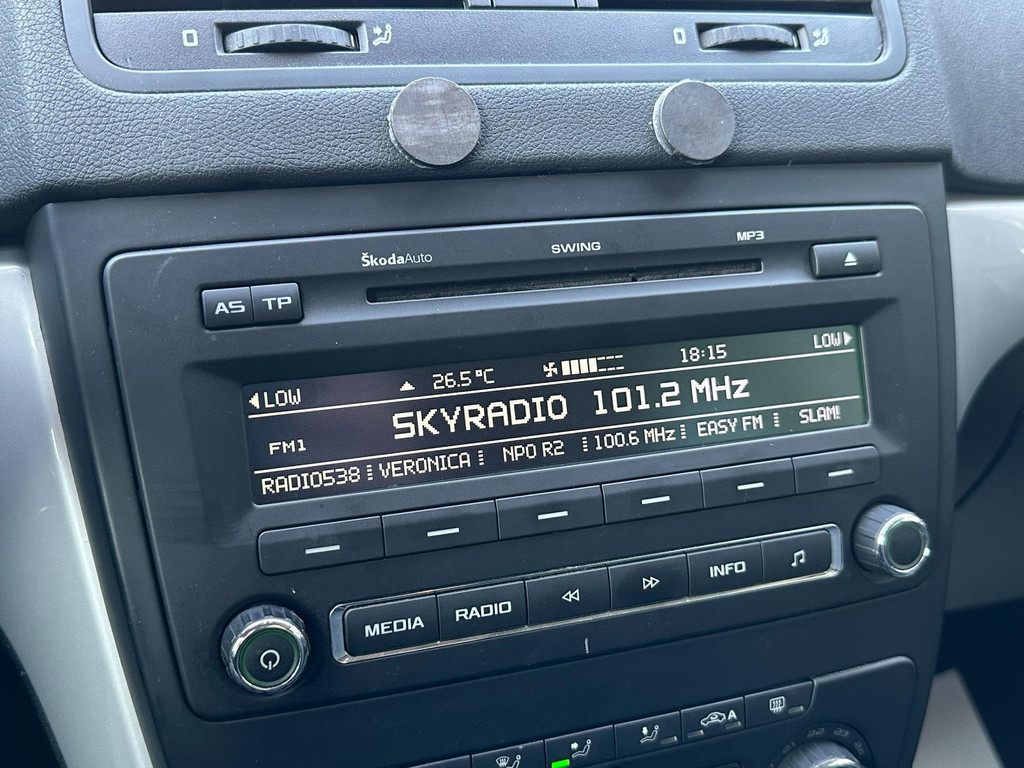 ŠkodaAuto SWING MP3
AS TP
LOW 26.5°C 18:15 LOW
FM1 SKYRADIO 101.2 MHz
RADIO538 VERONICA NPO R2 100.6 MHz EASY FM SLAM!
MEDIA RADIO INFO
A